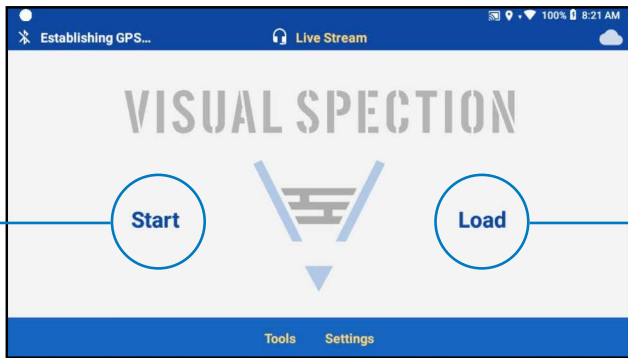 100% 8:21 AM
Establishing GPS... Live Stream
VISUAL SPECTION
Start Load
Tools Settings